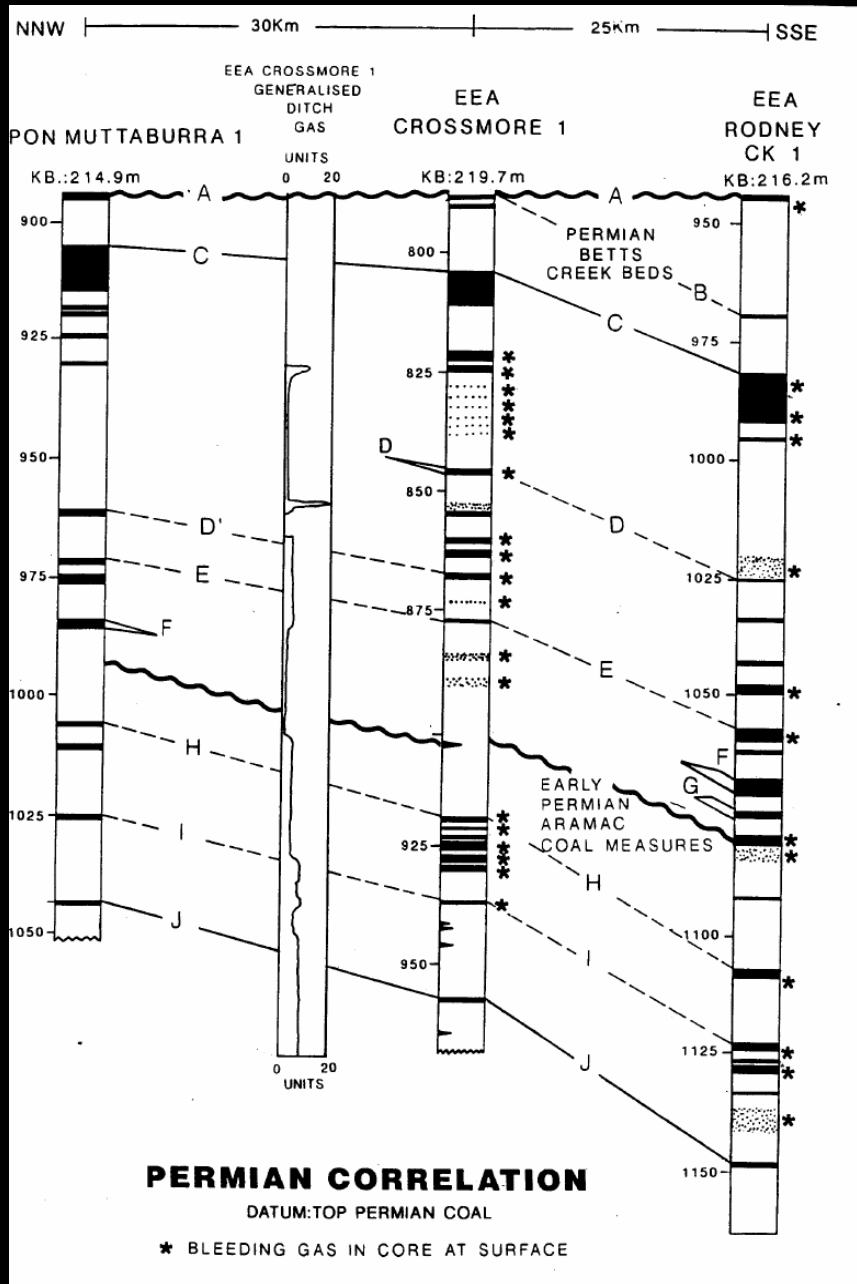 NNW 30Km 25Km SSE
EEA CROSSMORE 1
GENERALISED
DITCH
GAS
UNITS
0 20
PON MUTTABURRA 1
KB.:214.9m
EEA
CROSSMORE 1
KB:219.7m
EEA
RODNEY
CK 1
KB:216.2m
A
A
PERMIAN
BETTS
CREEK BEDS
B
C
C
D
D
D'
E
E
F
F
G
H
H
I
I
J
J
EARLY
PERMIAN
ARAMAC
COAL MEASURES
900
925
950
975
1000
1025
1050
800
825
850
875
925
950
950
975
1000
1025
1050
1100
1125
1150
0 20
UNITS
PERMIAN CORRELATION
DATUM:TOP PERMIAN COAL
* BLEEDING GAS IN CORE AT SURFACE